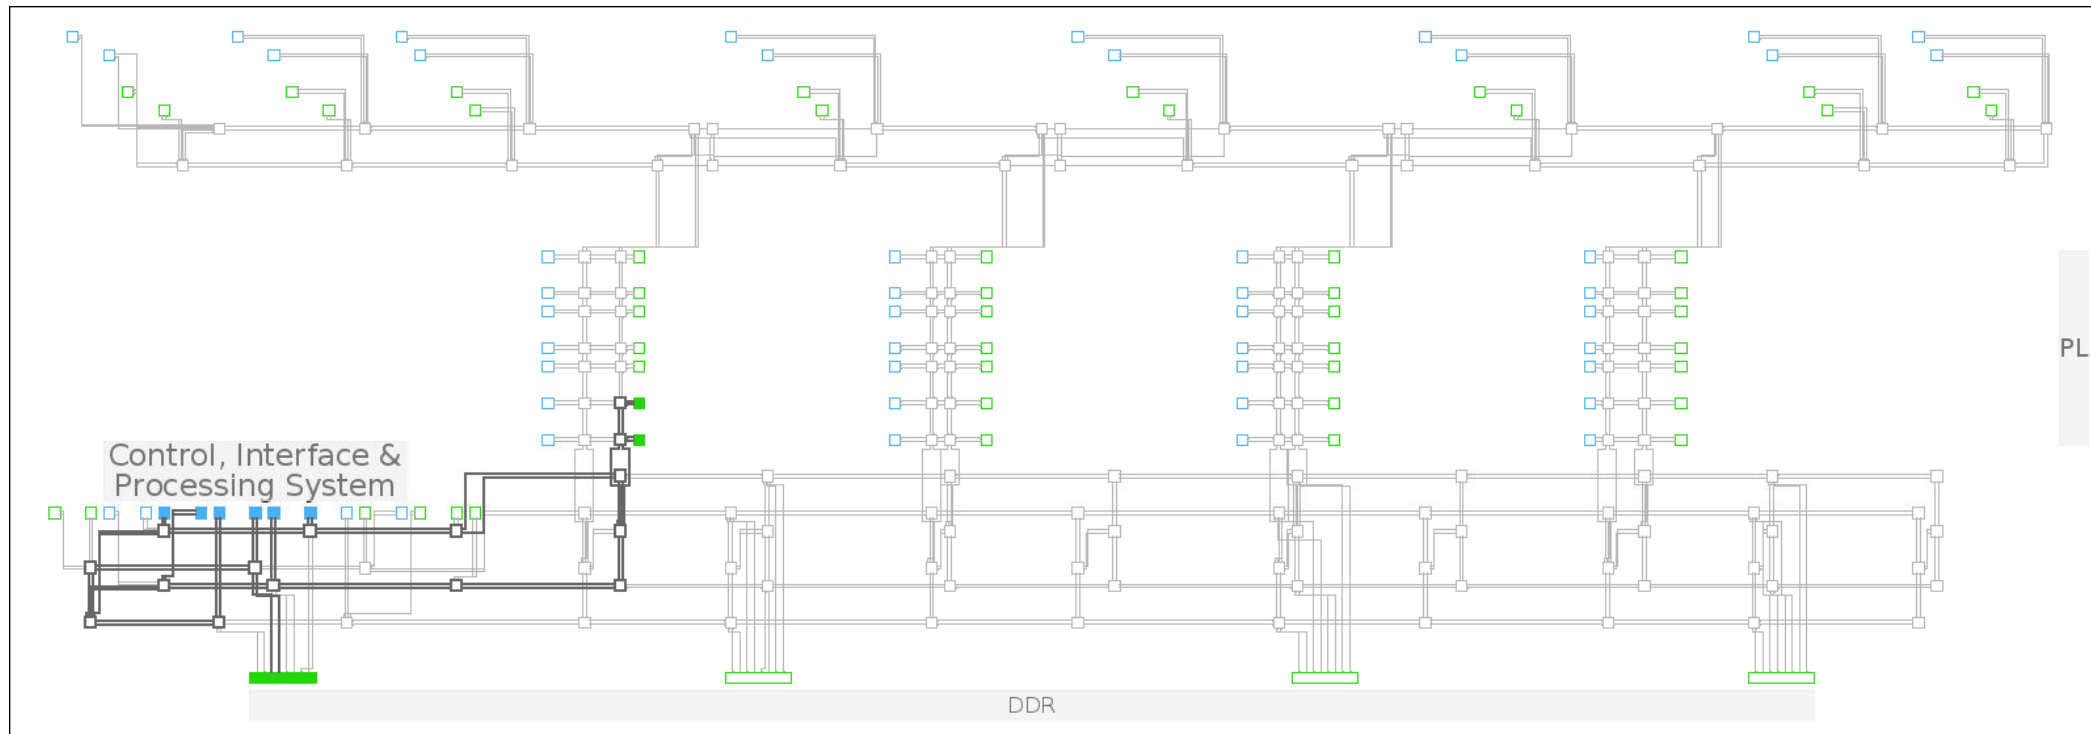 Control, Interface &
Processing System
PL
DDR